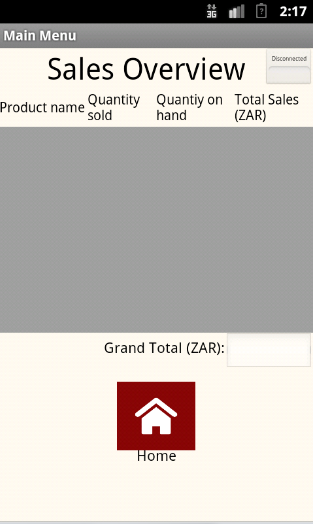 3G 2:17
Main Menu
Sales Overview
Disconnected
Product name Quantity sold Quantiy on hand Total Sales (ZAR)
Grand Total (ZAR):
Home